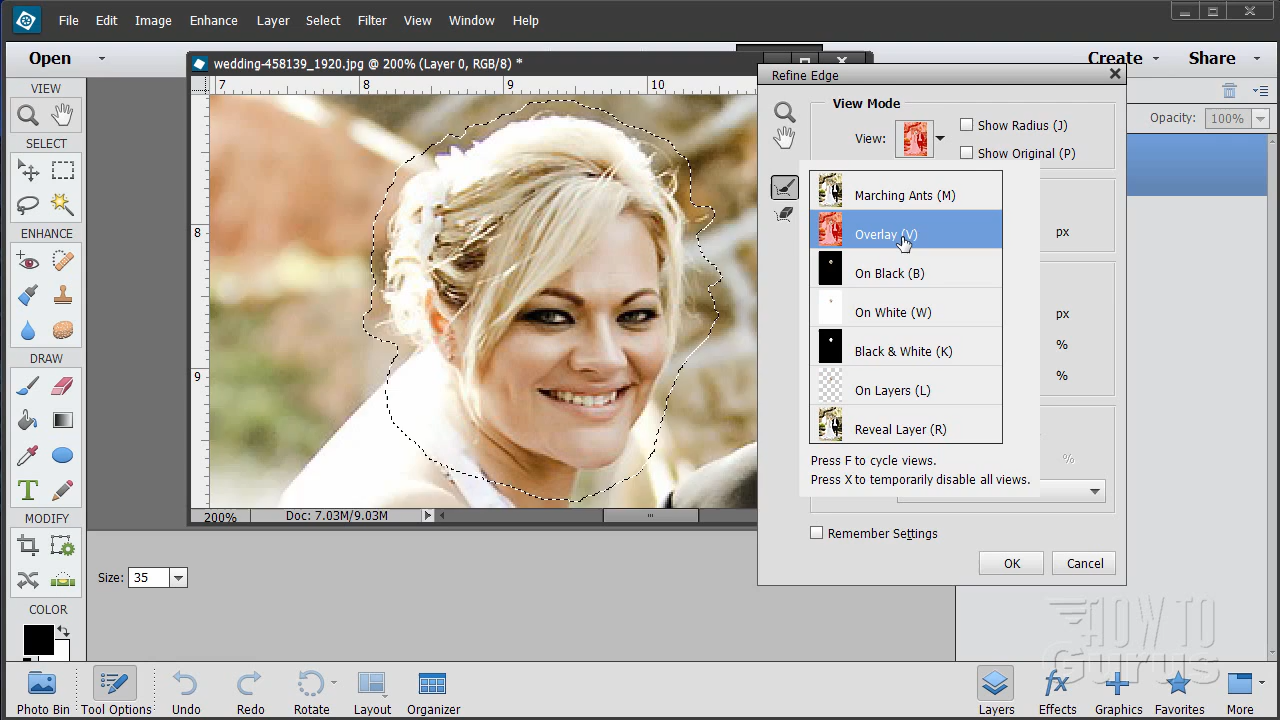 File Edit Image Enhance Layer Select Filter View Window Help
Open
Create
Share
VIEW
SELECT
ENHANCE
DRAW
T
MODIFY
COLOR
wedding-458139_1920.jpg @ 200% (Layer 0, RGB/8) *
7 8 9 10
8
9
200% Doc: 7.03M/9.03M
Size: 35
Opacity: 100%
Refine Edge
View Mode
View:
Show Radius (J)
Show Original (P)
Marching Ants (M)
Overlay (V)
On Black (B)
On White (W)
Black & White (K)
On Layers (L)
Reveal Layer (R)
Press F to cycle views.
Press X to temporarily disable all views.
px
px
%
%
%
Remember Settings
OK Cancel
HOW TO
Gurus
Photo Bin Tool Options Undo Redo Rotate Layout Organizer
Layers fx Effects Graphics Favorites More